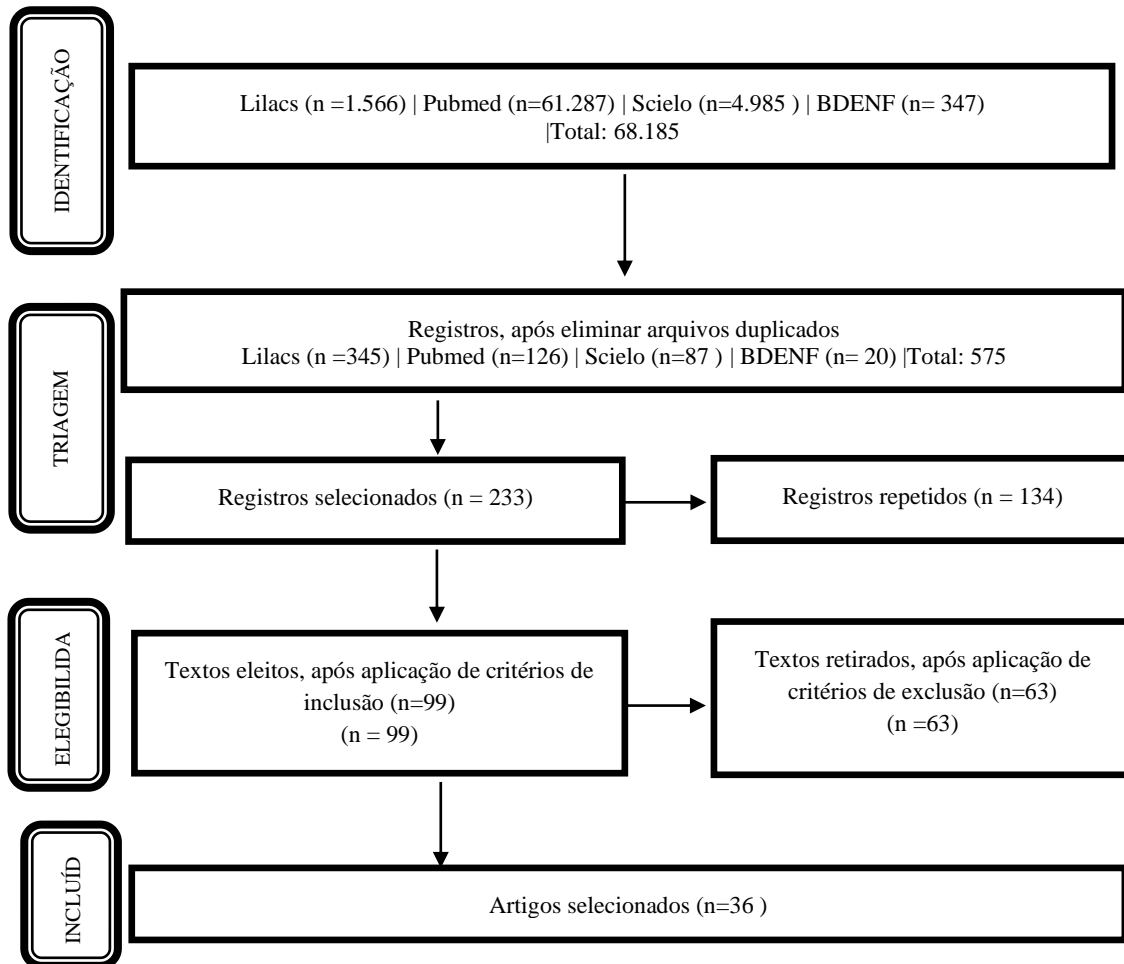 IDENTIFICAÇÃO
Lilacs (n =1.566) | Pubmed (n=61.287) | Scielo (n=4.985 ) | BDENF (n= 347)
|Total: 68.185
TRIAGEM
Registros, após eliminar arquivos duplicados
Lilacs (n =345) | Pubmed (n=126) | Scielo (n=87 ) | BDENF (n= 20) |Total: 575
Registros selecionados (n = 233)
Registros repetidos (n = 134)
ELEGIBILIDA
Textos eleitos, após aplicação de critérios de
inclusão (n=99)
(n = 99)
Textos retirados, após aplicação de
critérios de exclusão (n=63)
(n =63)
INCLUÍD
Artigos selecionados (n=36 )